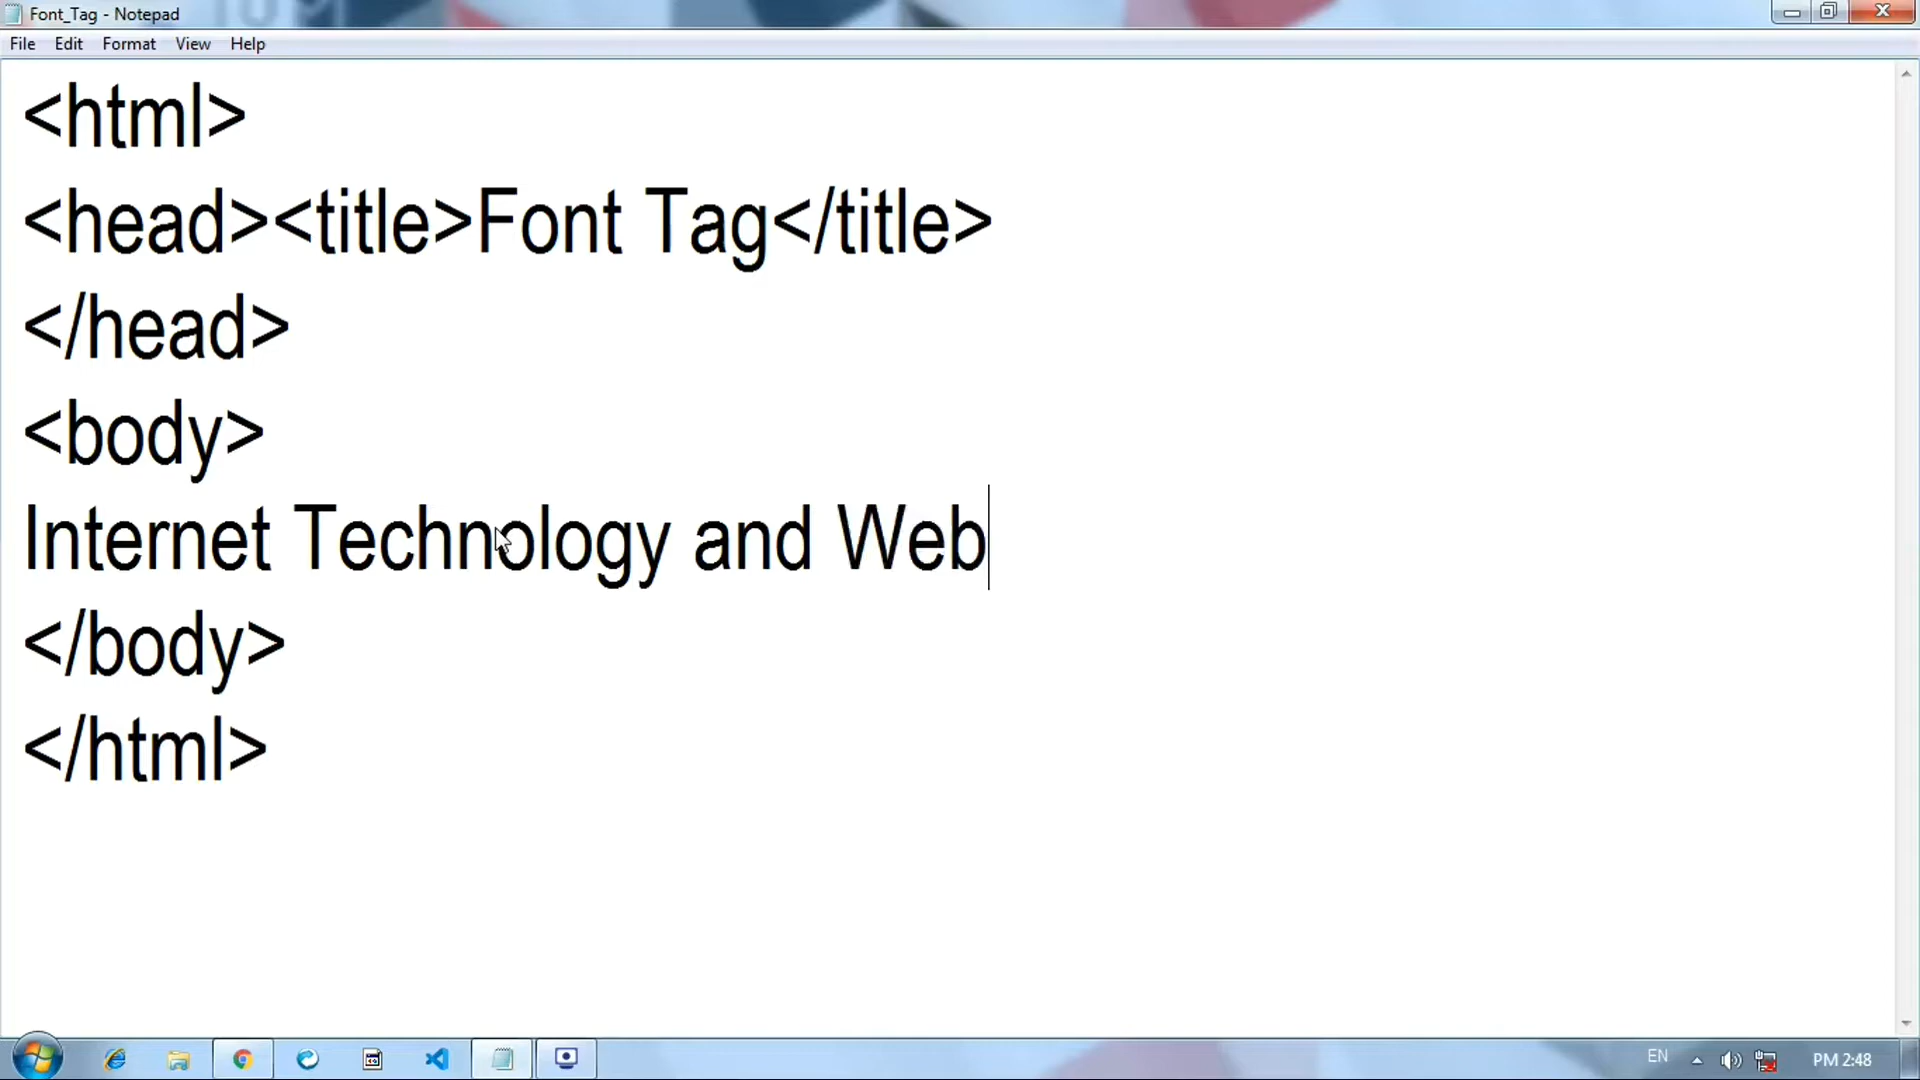 Font_Tag - Notepad
File Edit Format View Help
<html>
<head><title>Font Tag</title>
</head>
<body>
Internet Technology and Web
</body>
</html>
EN PM 2:48